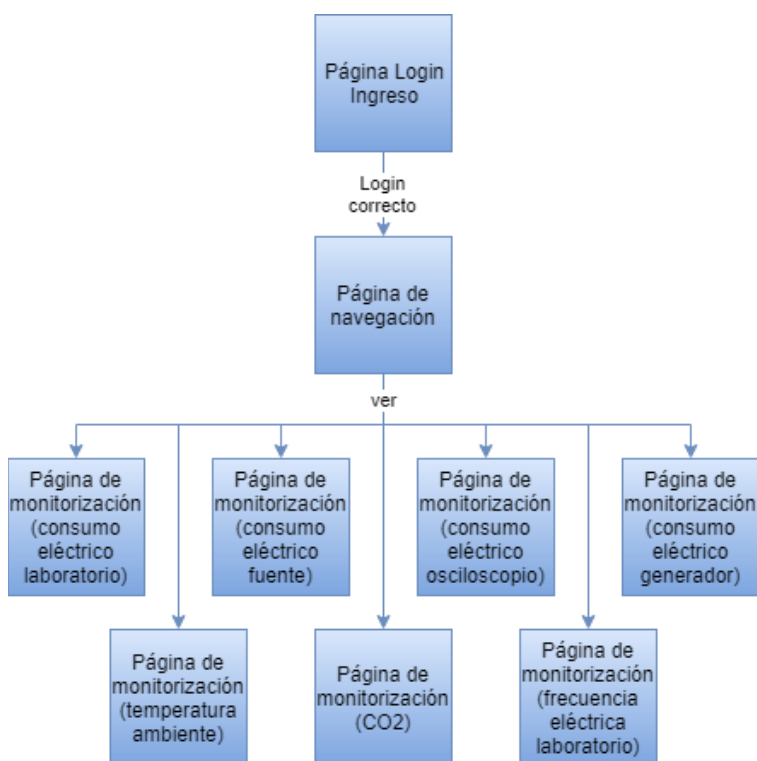 Página Login
Ingreso
Login
correcto
Página de
navegación
ver
Página de
monitorización
(consumo
eléctrico
laboratorio)
Página de
monitorización
(consumo
eléctrico
fuente)
Página de
monitorización
(consumo
eléctrico
osciloscopio)
Página de
monitorización
(consumo
eléctrico
generador)
Página de
monitorización
(temperatura
ambiente)
Página de
monitorización
(CO2)
Página de
monitorización
(frecuencia
eléctrica
laboratorio)